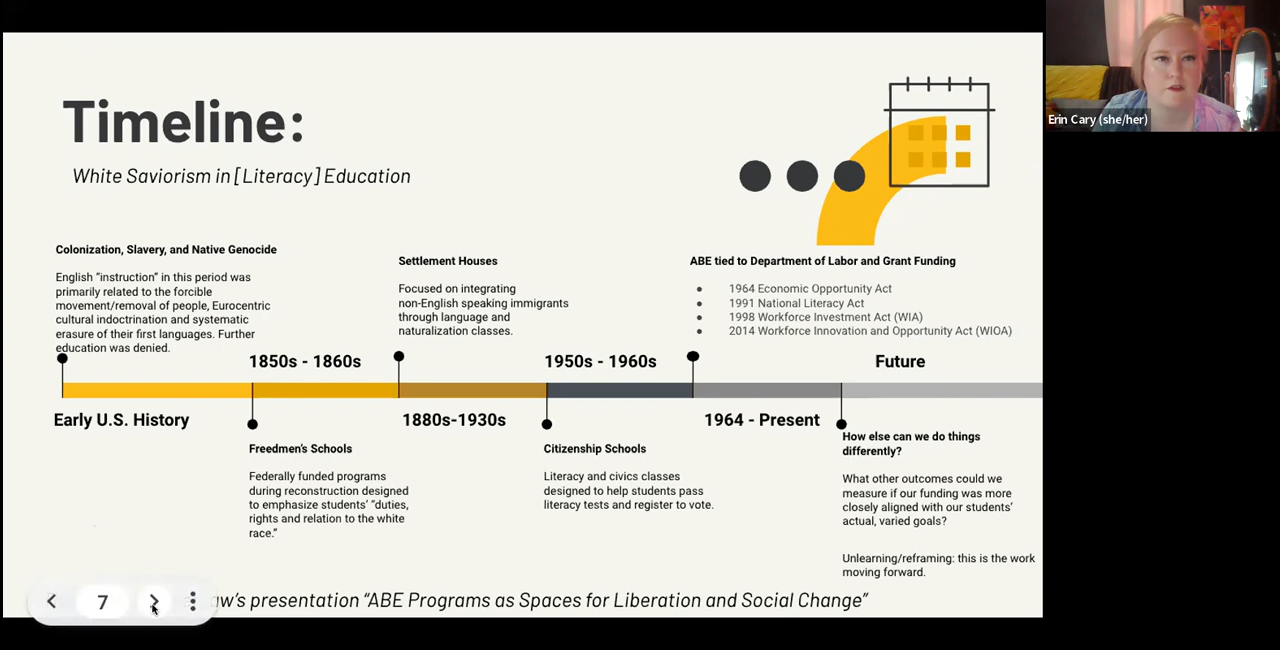 Timeline:
White Saviorism in [Literacy] Education
Erin Cary (she/her)
Colonization, Slavery, and Native Genocide
English “instruction” in this period was
primarily related to the forcible
movement/removal of people, Eurocentric
cultural indoctrination and systematic
erasure of their first languages. Further
education was denied.
Settlement Houses
Focused on integrating
non-English speaking immigrants
through language and
naturalization classes.
ABE tied to Department of Labor and Grant Funding
● 1964 Economic Opportunity Act
● 1991 National Literacy Act
● 1998 Workforce Investment Act (WIA)
● 2014 Workforce Innovation and Opportunity Act (WIOA)
1850s - 1860s
1950s - 1960s
Future
Early U.S. History
1880s-1930s
1964 - Present
Freedmen's Schools
Federally funded programs
during reconstruction designed
to emphasize students' “duties,
rights and relation to the white
race.”
Citizenship Schools
Literacy and civics classes
designed to help students pass
literacy tests and register to vote.
How else can we do things
differently?
What other outcomes could we
measure if our funding was more
closely aligned with our students'
actual, varied goals?
Unlearning/reframing: this is the work
moving forward.
7
presentation “ABE Programs as Spaces for Liberation and Social Change”